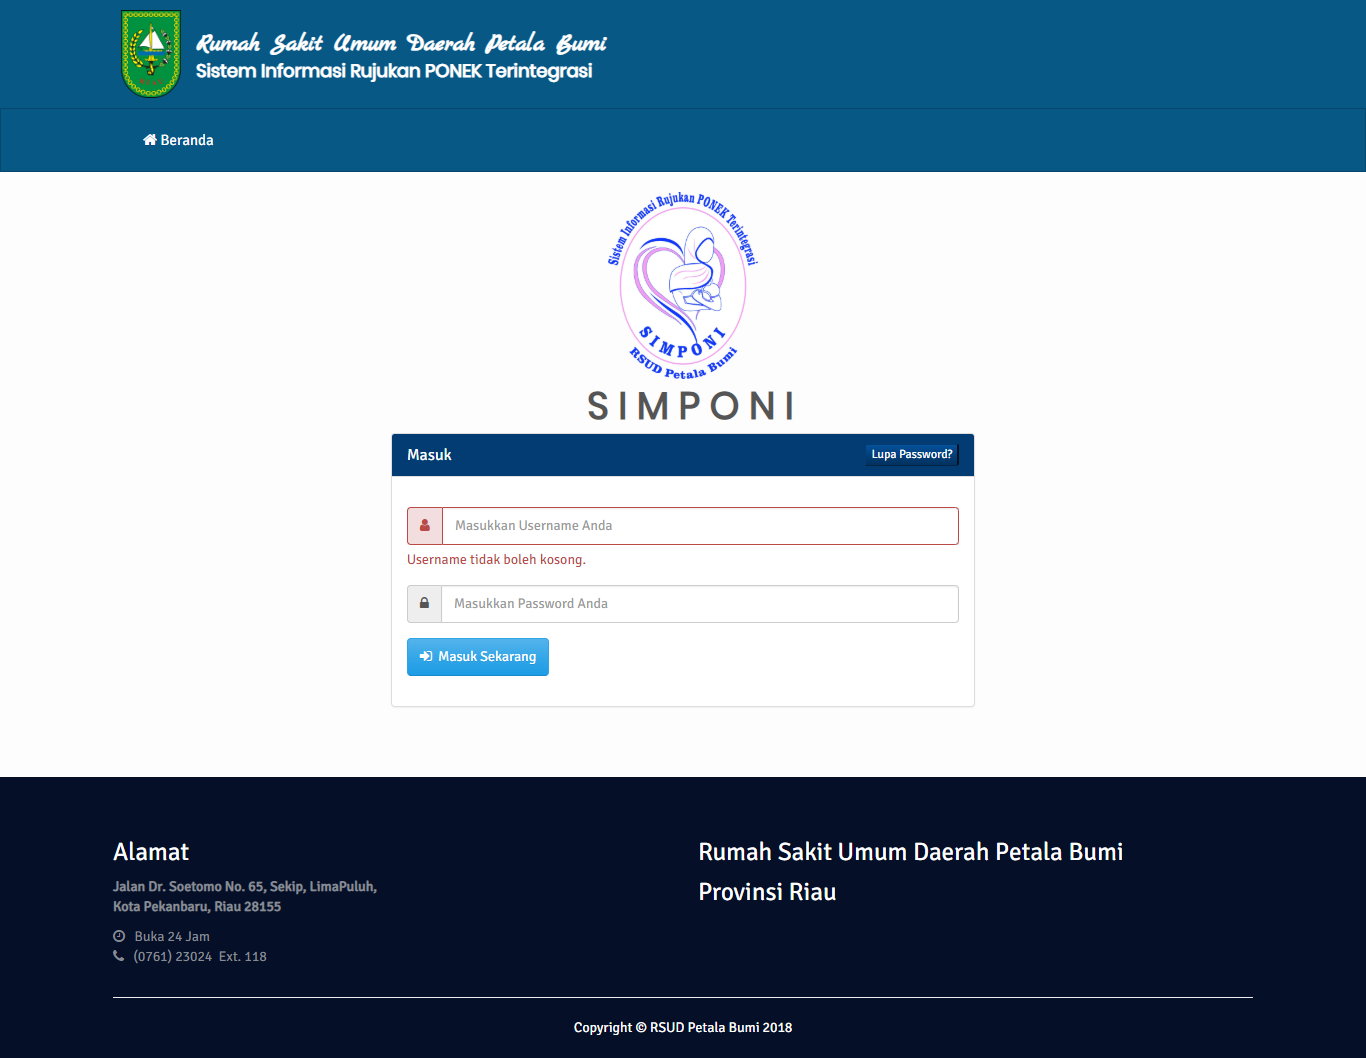 Rumah Sakit Umum Daerah Petala Bumi
Sistem Informasi Rujukan PONEK Terintegrasi
Beranda
Sistem Informasi Rujukan PONEK Terintegrasi
SIMPONI
RSUD Petala Bumi
SIMPONI
Masuk
Lupa Password?
Masukkan Username Anda
Username tidak boleh kosong.
Masukkan Password Anda
Masuk Sekarang
Alamat
Jalan Dr. Soetomo No. 65, Sekip, LimaPuluh,
Kota Pekanbaru, Riau 28155
Buka 24 Jam
(0761) 23024 Ext. 118
Rumah Sakit Umum Daerah Petala Bumi
Provinsi Riau
Copyright © RSUD Petala Bumi 2018